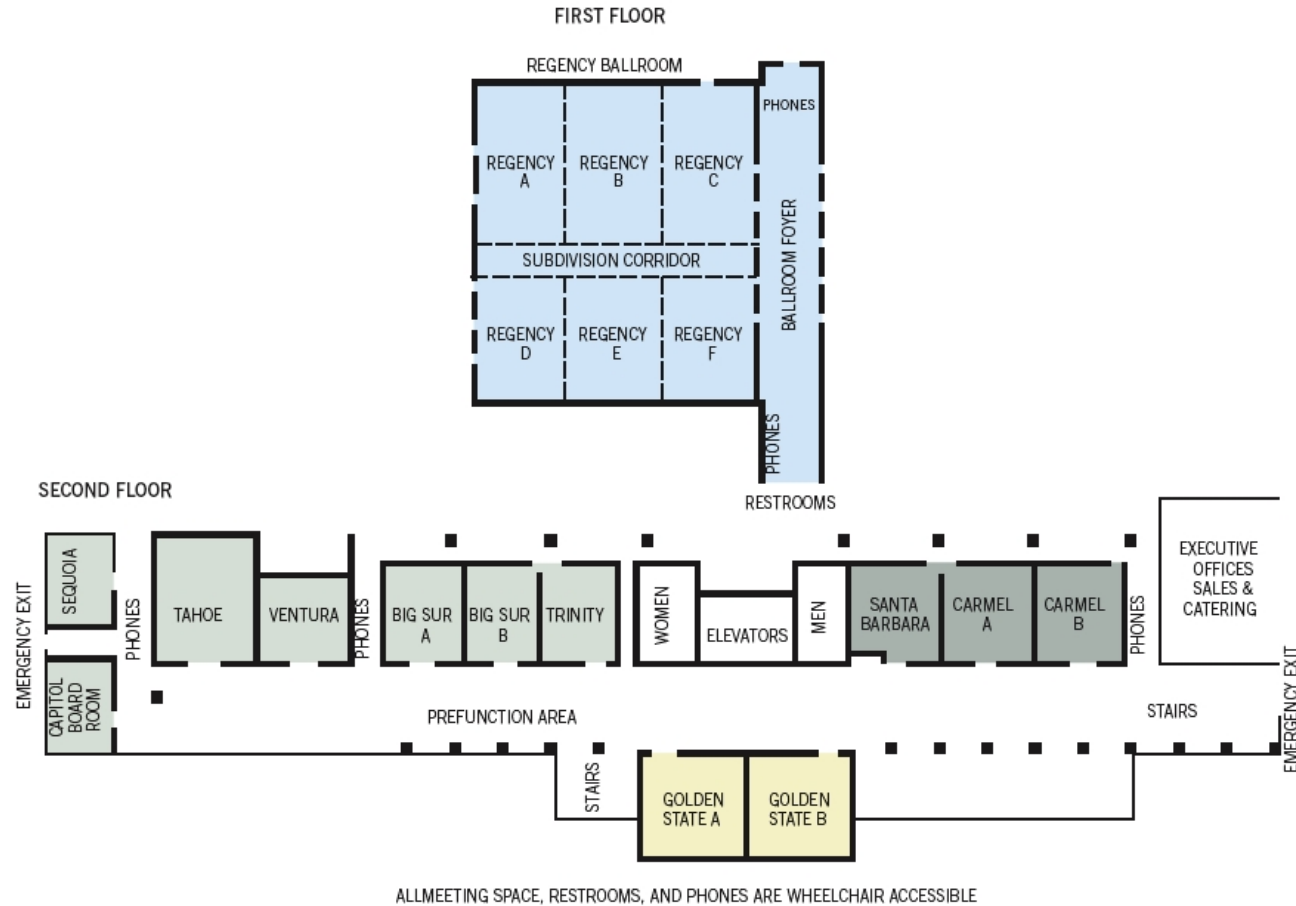 FIRST FLOOR
REGENCY BALLROOM
PHONES
REGENCY
A
REGENCY
B
REGENCY
C
BALLROOM FOYER
SUBDIVISION CORRIDOR
REGENCY
D
REGENCY
E
REGENCY
F
PHONES
RESTROOMS
SECOND FLOOR
EMERGENCY EXIT
SEQUOIA
PHONES
TAHOE
VENTURA
PHONES
BIG SUR
A
BIG SUR
B
TRINITY
WOMEN
ELEVATORS
MEN
SANTA
BARBARA
CARMEL
A
CARMEL
B
PHONES
EXECUTIVE
OFFICES
SALES &
CATERING
CAPITOL
BOARD
ROOM
PREFUNCTION AREA
STAIRS
STAIRS
EMERGENCY EXIT
GOLDEN
STATE A
GOLDEN
STATE B
ALLMEETING SPACE, RESTROOMS, AND PHONES ARE WHEELCHAIR ACCESSIBLE